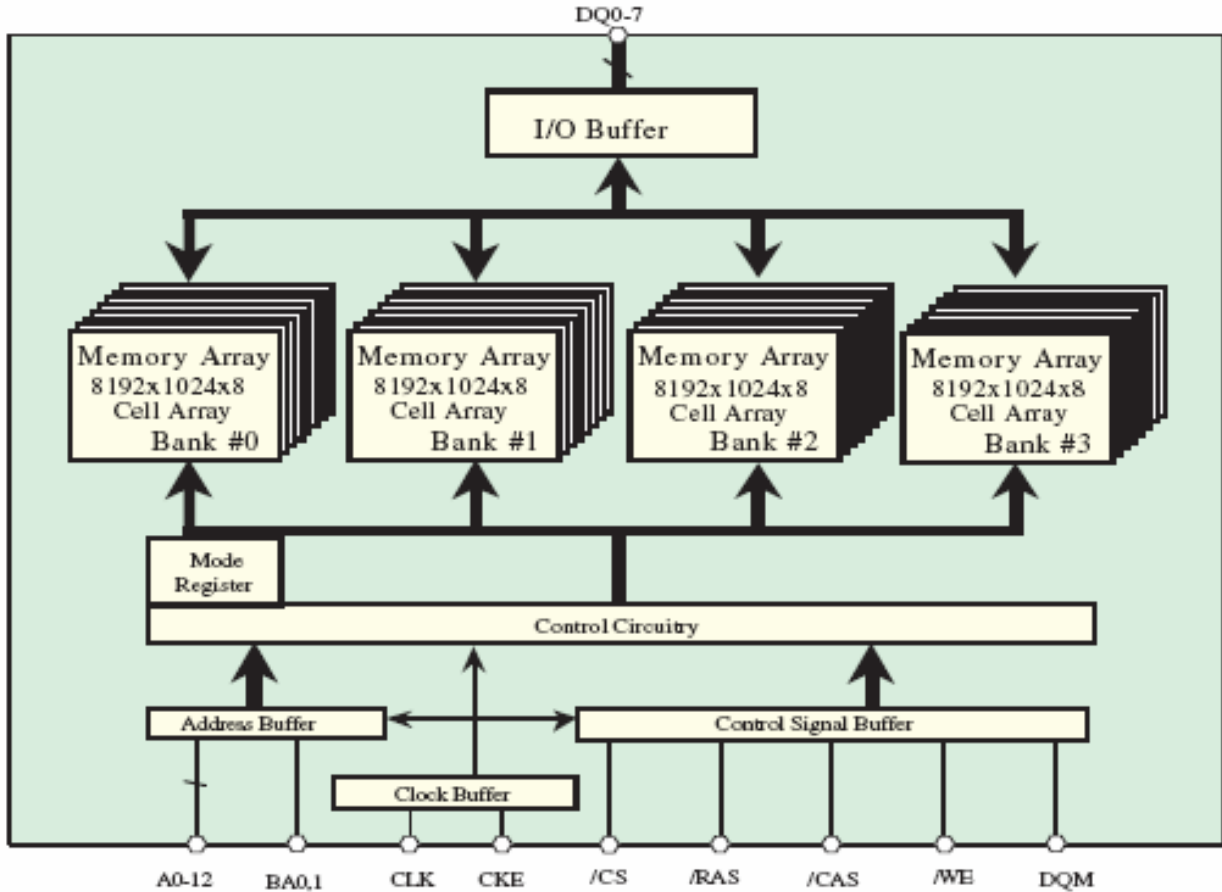 DQ0-7
I/O Buffer
Memory Array
8192x1024x8
Cell Array
Bank #0
Memory Array
8192x1024x8
Cell Array
Bank #1
Memory Array
8192x1024x8
Cell Array
Bank #2
Memory Array
8192x1024x8
Cell Array
Bank #3
Mode
Register
Control Circuitry
Address Buffer
Control Signal Buffer
Clock Buffer
A0-12
BA0,1
CLK
CKE
/CS
/RAS
/CAS
/WE
DQM